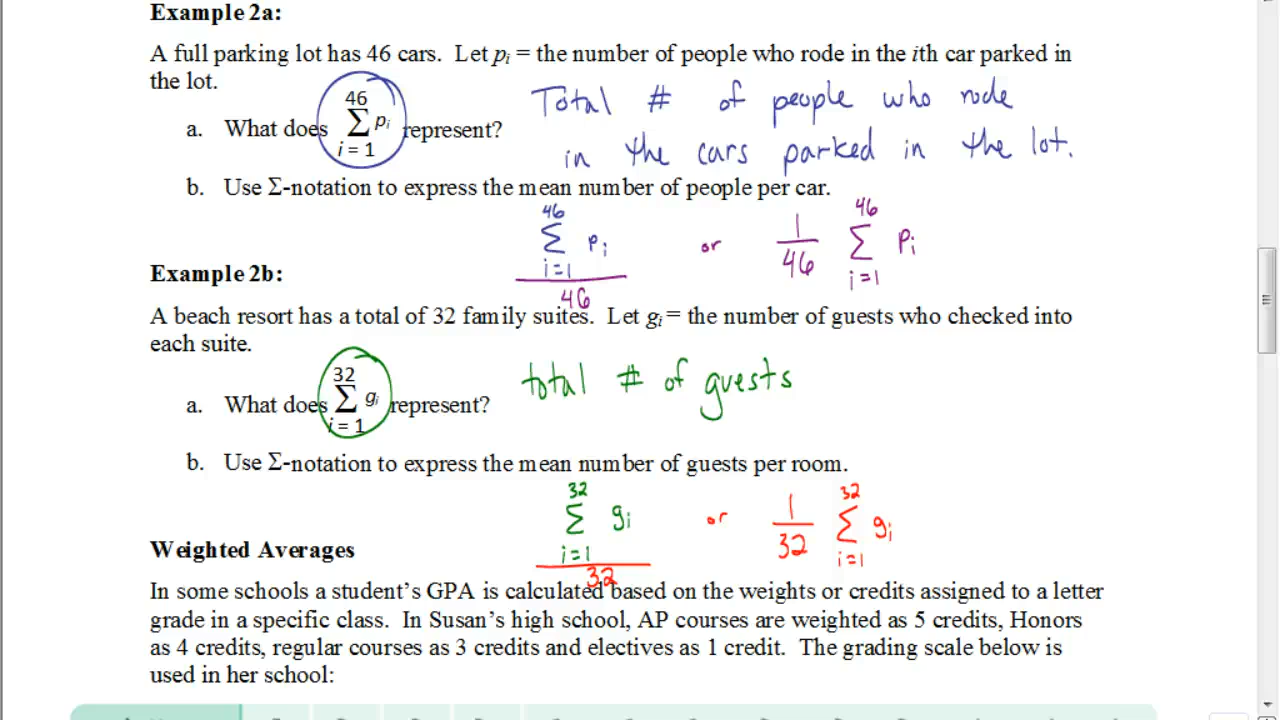 Example 2a:
A full parking lot has 46 cars. Let pᵢ = the number of people who rode in the ith car parked in
the lot.
Total # of people who rode
a. What does 46 Σ i = 1 pᵢ represent?
in the cars parked in the lot.
b. Use Σ-notation to express the mean number of people per car.
46 Σ i=1 pᵢ / 46 or 1/46 46 Σ i=1 pᵢ
Example 2b:
A beach resort has a total of 32 family suites. Let gᵢ = the number of guests who checked into
each suite.
total # of guests
a. What does 32 Σ i = 1 gᵢ represent?
b. Use Σ-notation to express the mean number of guests per room.
32 Σ i=1 gᵢ / 32 or 1/32 32 Σ i=1 gᵢ
Weighted Averages
In some schools a student’s GPA is calculated based on the weights or credits assigned to a letter
grade in a specific class. In Susan’s high school, AP courses are weighted as 5 credits, Honors
as 4 credits, regular courses as 3 credits and electives as 1 credit. The grading scale below is
used in her school: